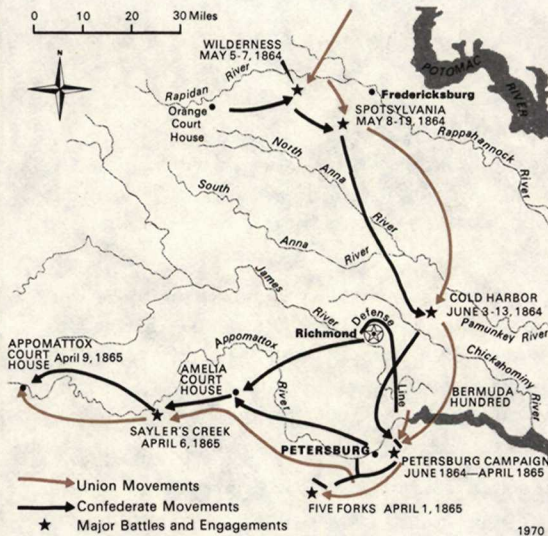 0 10 20 30 Miles
N
WILDERNESS
MAY 5-7, 1864
Rapidan River
Orange
Court
House
Fredericksburg
POTOMAC
RIVER
SPOTSYLVANIA
MAY 8-19, 1864
Rappahannock
River
North Anna
River
South
Anna
River
James
River
COLD HARBOR
JUNE 3-13, 1864
Pamunkey River
Chickahominy
River
Defense
Line
Richmond
APPOMATTOX
COURT April 9, 1865
HOUSE
Appomattox
River
AMELIA
COURT
HOUSE
BERMUDA
HUNDRED
SAYLER'S CREEK
APRIL 6, 1865
PETERSBURG
PETERSBURG CAMPAIGN
JUNE 1864—APRIL 1865
FIVE FORKS APRIL 1, 1865
Union Movements
Confederate Movements
Major Battles and Engagements
1970